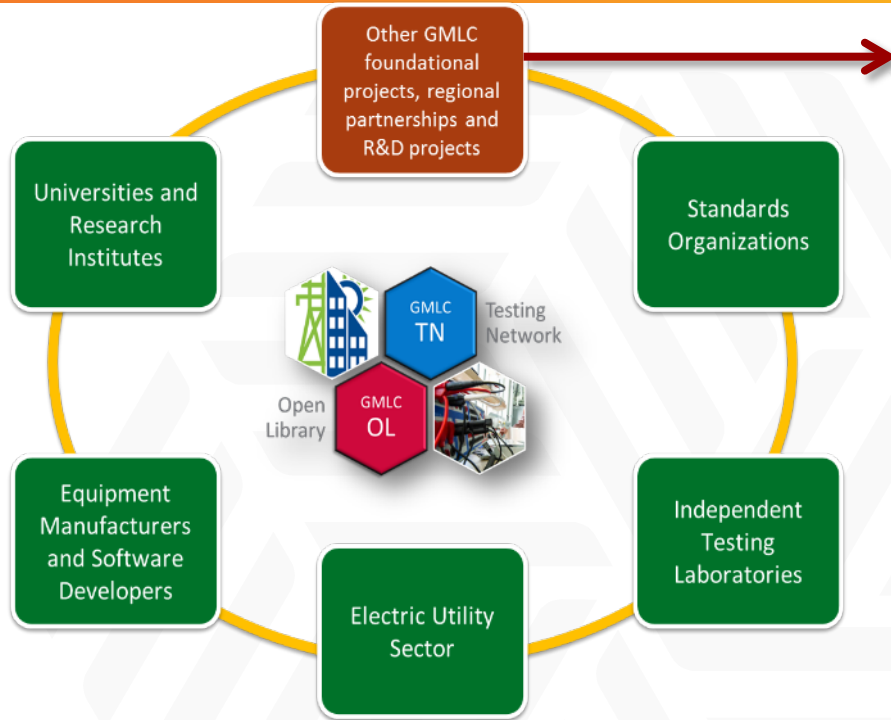 Other GMLC
foundational
projects, regional
partnerships and
R&D projects
Universities and
Research
Institutes
Standards
Organizations
GMLC
TN
Testing
Network
Open
Library
GMLC
OL
Equipment
Manufacturers
and Software
Developers
Independent
Testing
Laboratories
Electric Utility
Sector